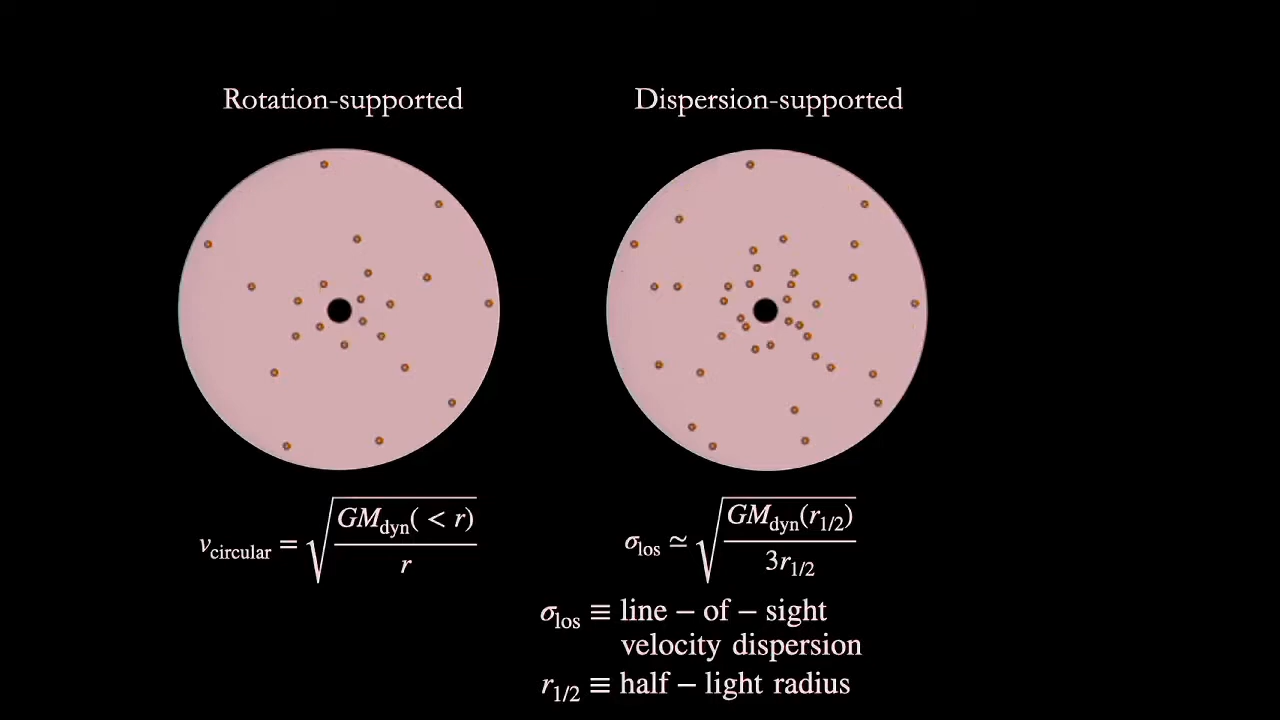 Rotation-supported
Dispersion-supported
v_circular = √(GM_dyn(< r) / r)
σ_los ≃ √(GM_dyn(r_1/2) / 3r_1/2)
σ_los ≡ line − of − sight
velocity dispersion
r_1/2 ≡ half − light radius